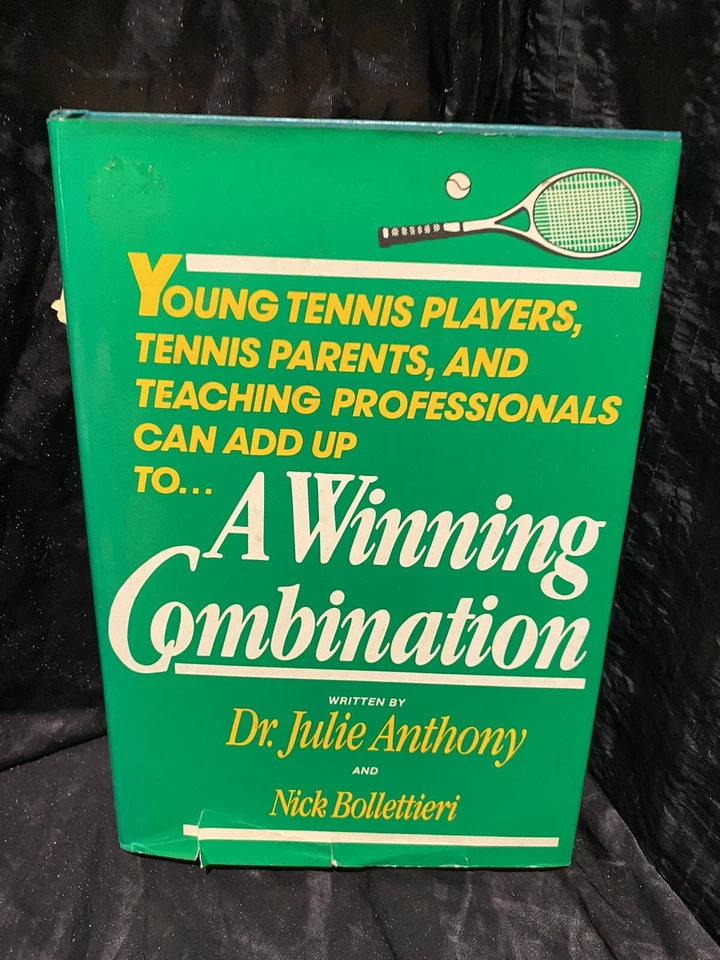 YOUNG TENNIS PLAYERS,
TENNIS PARENTS, AND
TEACHING PROFESSIONALS
CAN ADD UP
TO...
A Winning
Combination
WRITTEN BY
Dr. Julie Anthony
AND
Nick Bollettieri